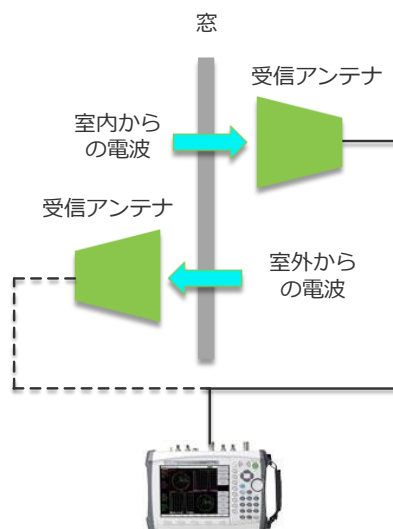 窓
受信アンテナ
室内から
の電波
受信アンテナ
室外から
の電波